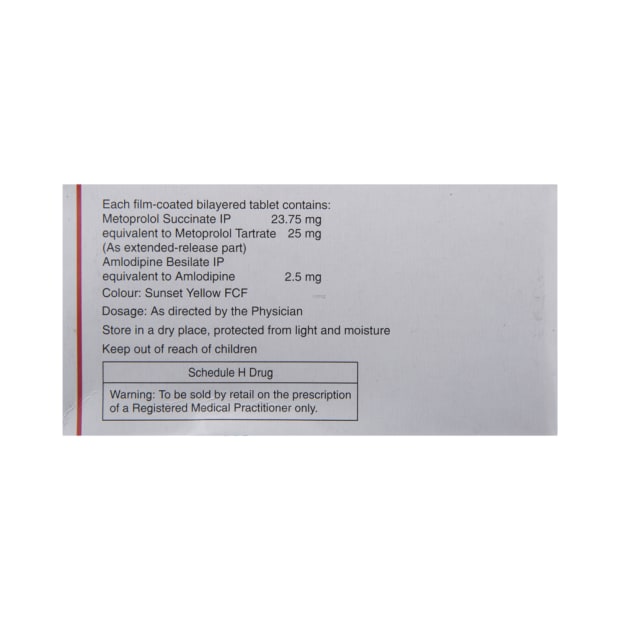 Each film-coated bilayered tablet contains:
Metoprolol Succinate IP 23.75 mg
equivalent to Metoprolol Tartrate 25 mg
(As extended-release part)
Amlodipine Besilate IP
equivalent to Amlodipine 2.5 mg
Colour: Sunset Yellow FCF
Dosage: As directed by the Physician
Store in a dry place, protected from light and moisture
Keep out of reach of children
Schedule H Drug
Warning: To be sold by retail on the prescription
of a Registered Medical Practitioner only.